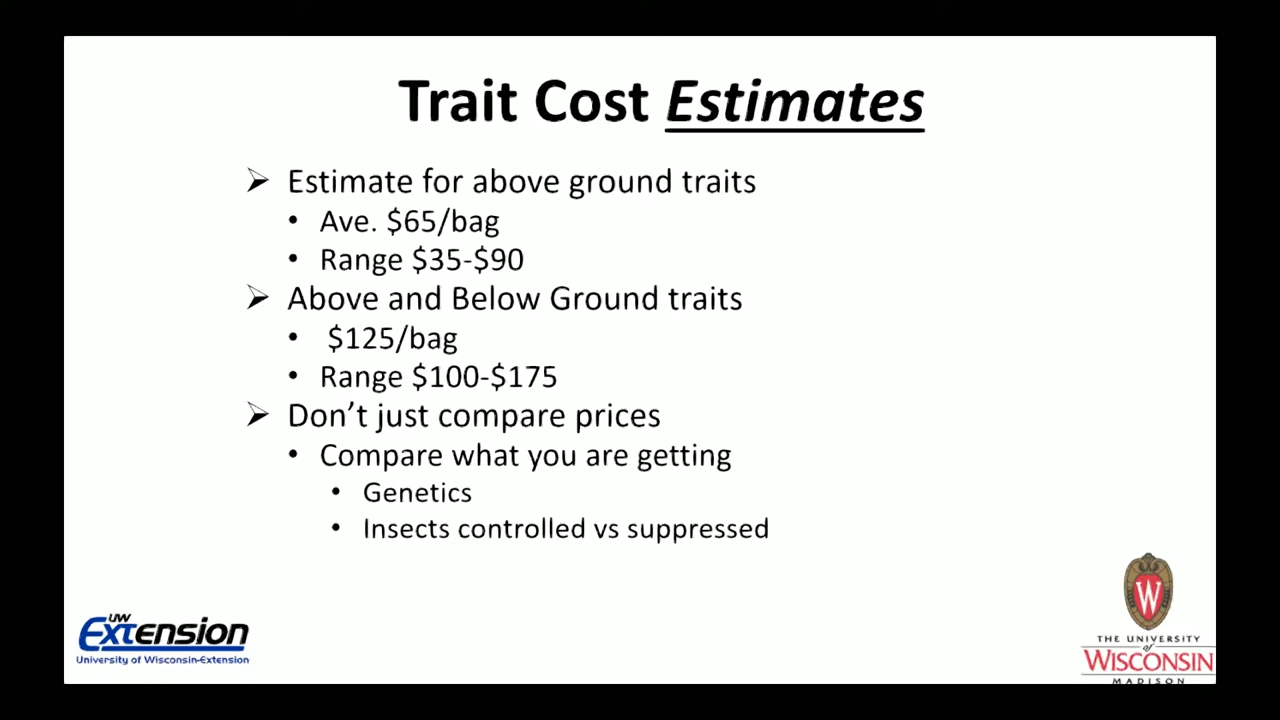 Trait Cost Estimates
Estimate for above ground traits
Ave. $65/bag
Range $35-$90
Above and Below Ground traits
$125/bag
Range $100-$175
Don’t just compare prices
Compare what you are getting
Genetics
Insects controlled vs suppressed
UW
Extension
University of Wisconsin-Extension
W
THE UNIVERSITY
of
WISCONSIN
MADISON